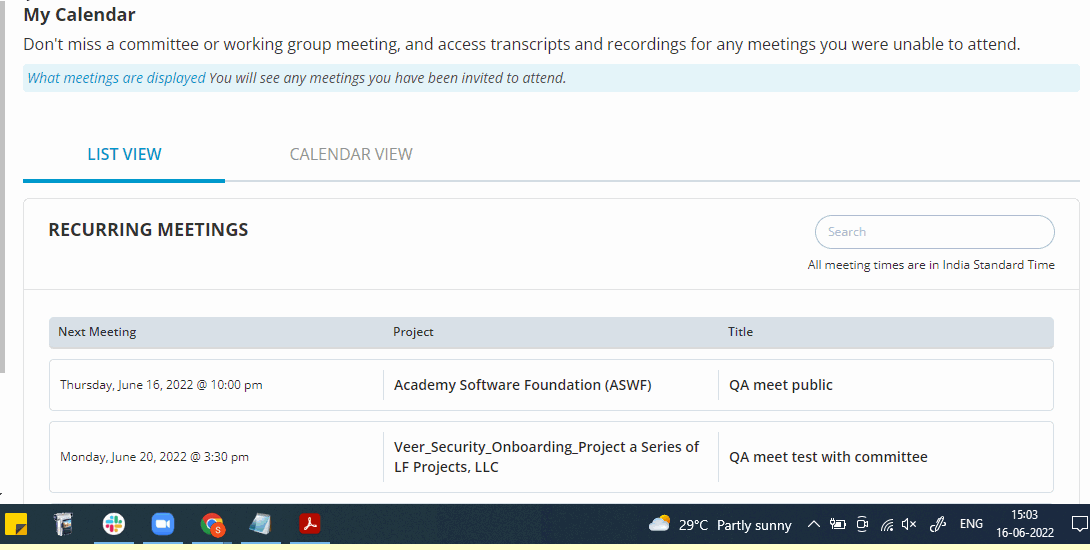 My Calendar
Don't miss a committee or working group meeting, and access transcripts and recordings for any meetings you were unable to attend.
What meetings are displayed You will see any meetings you have been invited to attend.
LIST VIEW
CALENDAR VIEW
RECURRING MEETINGS
Search
All meeting times are in India Standard Time
Next Meeting
Project
Title
Thursday, June 16, 2022 @ 10:00 pm
Academy Software Foundation (ASWF)
QA meet public
Monday, June 20, 2022 @ 3:30 pm
Veer_Security_Onboarding_Project a Series of
LF Projects, LLC
QA meet test with committee
S
29°C Partly sunny
ENG
15:03
16-06-2022